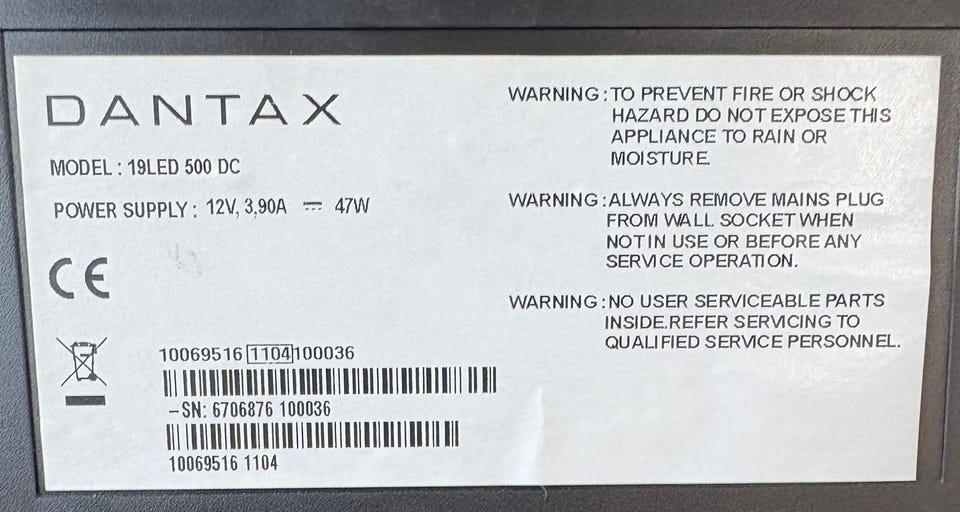 DANTAX
MODEL : 19LED 500 DC
POWER SUPPLY : 12V, 3,90A ⎓ 47W
CE
10069516 1104 100036
–SN: 6706876 100036
10069516 1104
WARNING : TO PREVENT FIRE OR SHOCK
HAZARD DO NOT EXPOSE THIS
APPLIANCE TO RAIN OR
MOISTURE.
WARNING : ALWAYS REMOVE MAINS PLUG
FROM WALL SOCKET WHEN
NOT IN USE OR BEFORE ANY
SERVICE OPERATION.
WARNING : NO USER SERVICEABLE PARTS
INSIDE.REFER SERVICING TO
QUALIFIED SERVICE PERSONNEL.